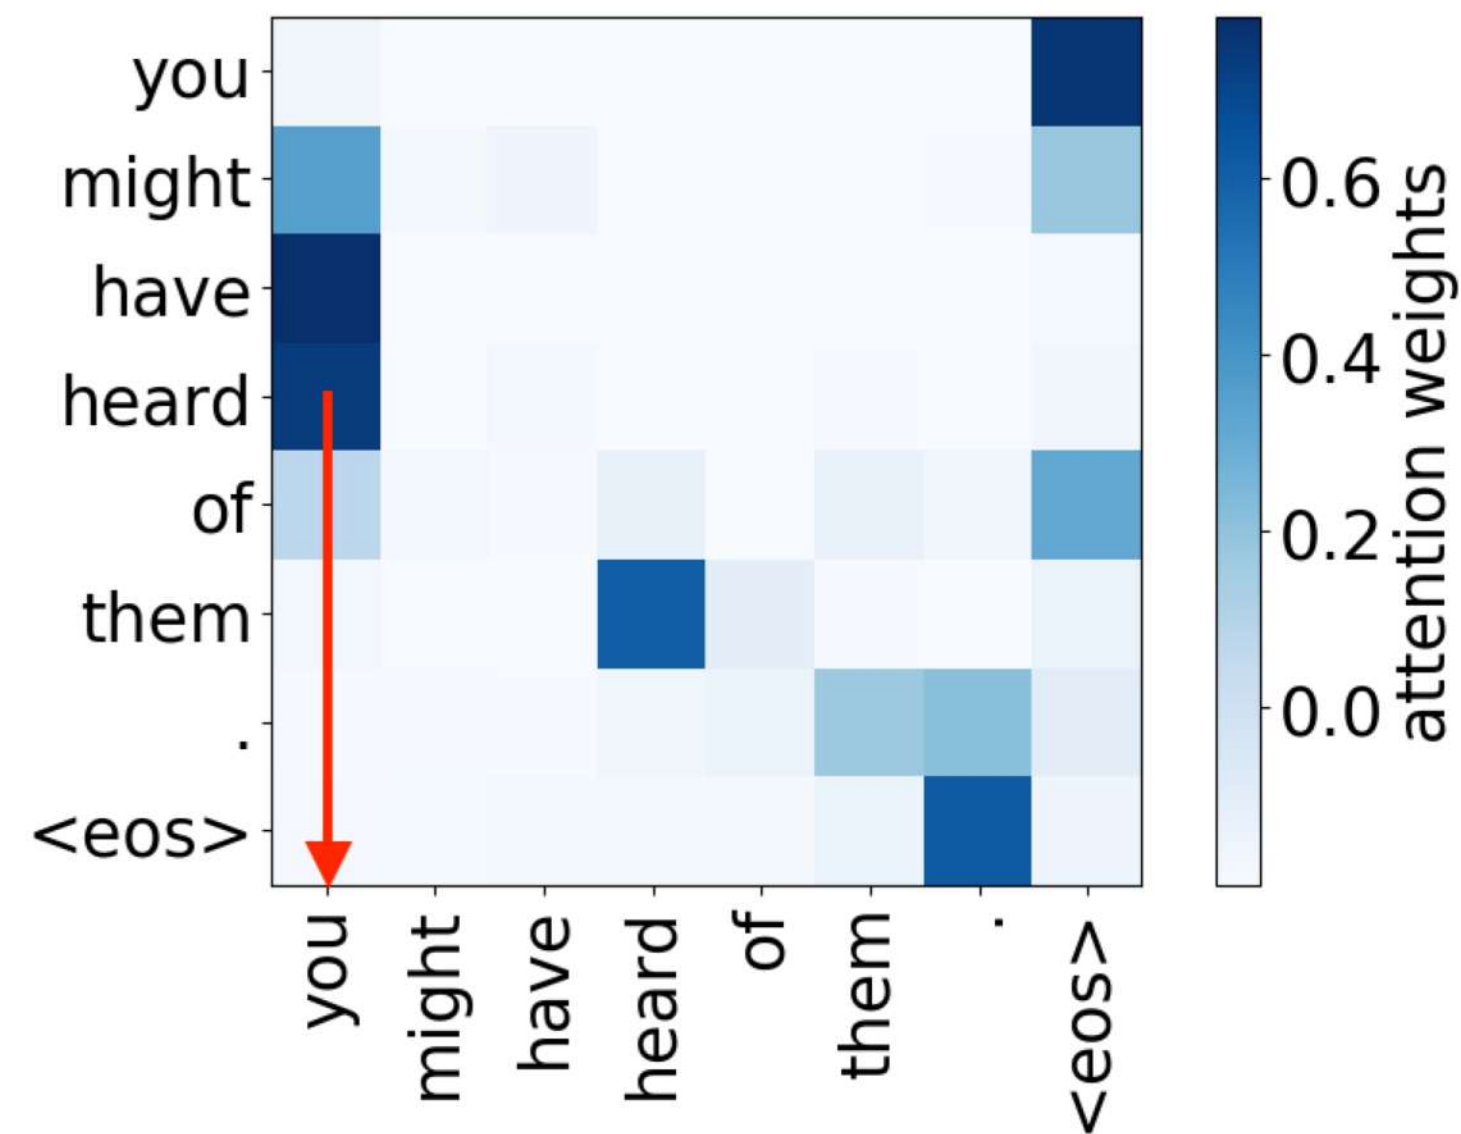 you
might
have
heard
of
them
.
<eos>
you
might
have
heard
of
them
.
<eos>
0.6
0.4
0.2
0.0
attention weights